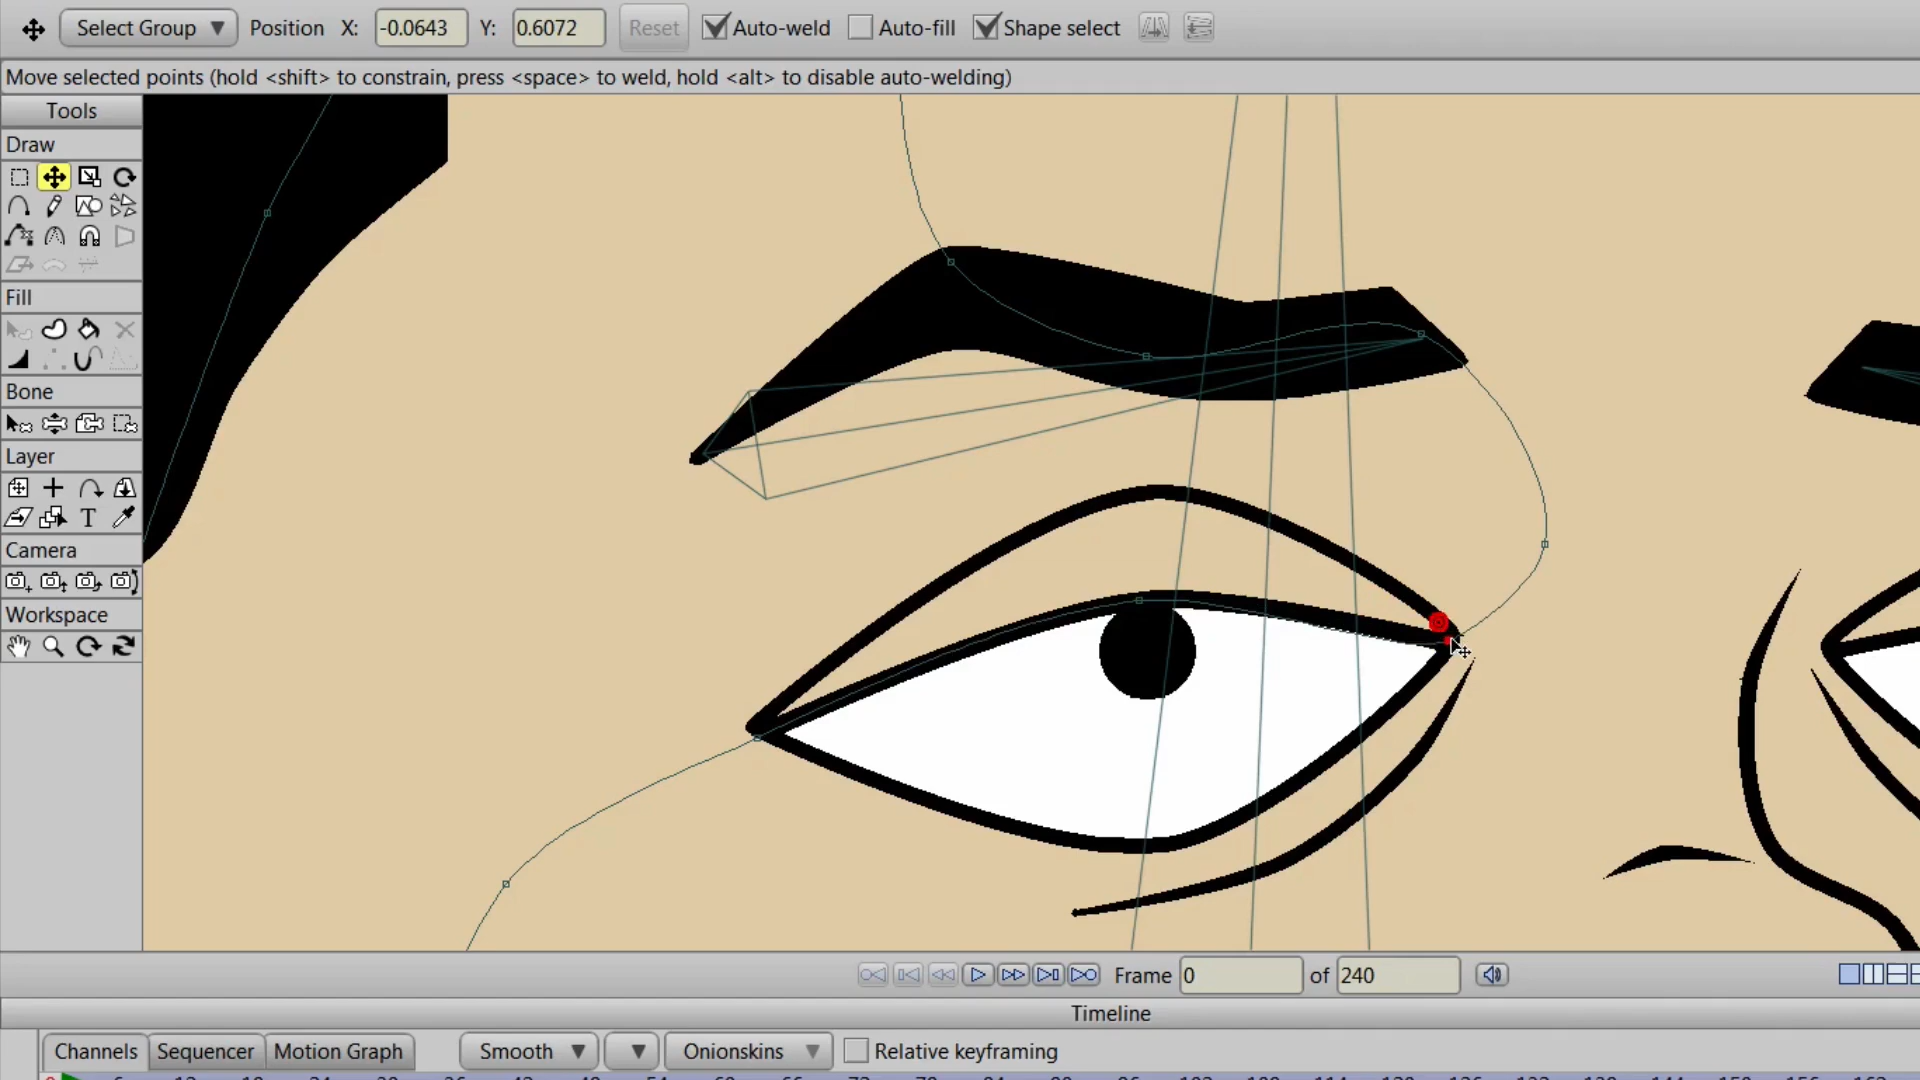 Select Group Position X: -0.0643 Y: 0.6072 Reset Auto-weld Auto-fill Shape select
Move selected points (hold <shift> to constrain, press <space> to weld, hold <alt> to disable auto-welding)
Tools
Draw
Fill
Bone
Layer
T
Camera
Workspace
Frame 0 of 240
Timeline
Channels Sequencer Motion Graph Smooth Onionskins Relative keyframing